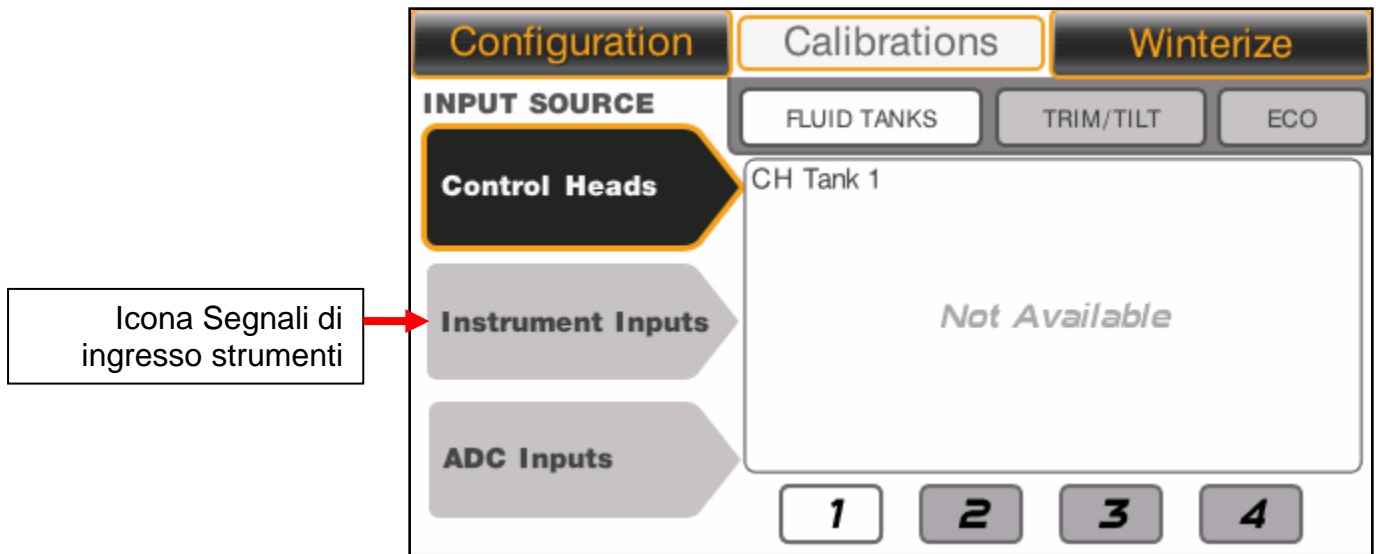 Configuration Calibrations Winterize
INPUT SOURCE
FLUID TANKS TRIM/TILT ECO
Control Heads
CH Tank 1
Icona Segnali di
ingresso strumenti
Instrument Inputs
Not Available
ADC Inputs
1 2 3 4